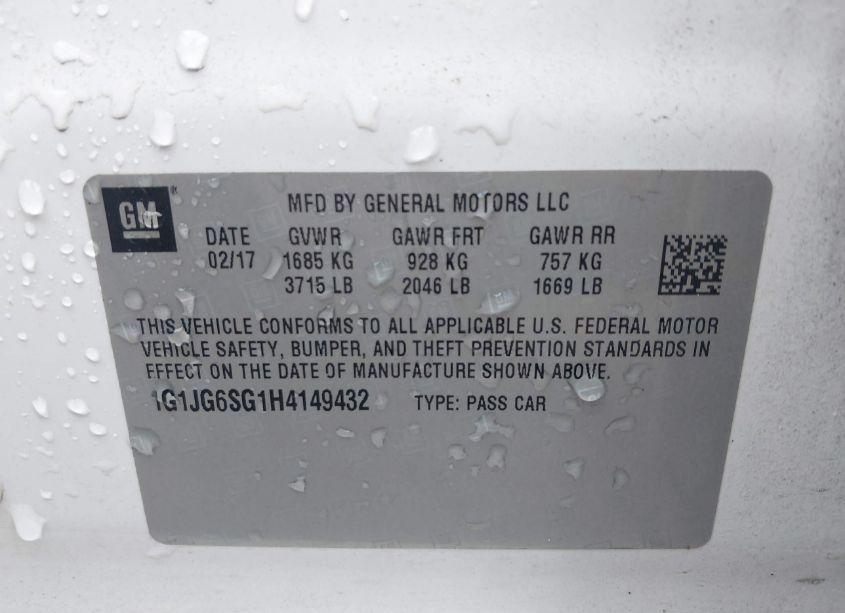 GM®
MFD BY GENERAL MOTORS LLC
DATE GVWR GAWR FRT GAWR RR
02/17 1685 KG 928 KG 757 KG
3715 LB 2046 LB 1669 LB
THIS VEHICLE CONFORMS TO ALL APPLICABLE U.S. FEDERAL MOTOR
VEHICLE SAFETY, BUMPER, AND THEFT PREVENTION STANDARDS IN
EFFECT ON THE DATE OF MANUFACTURE SHOWN ABOVE.
1G1JG6SG1H4149432 TYPE: PASS CAR